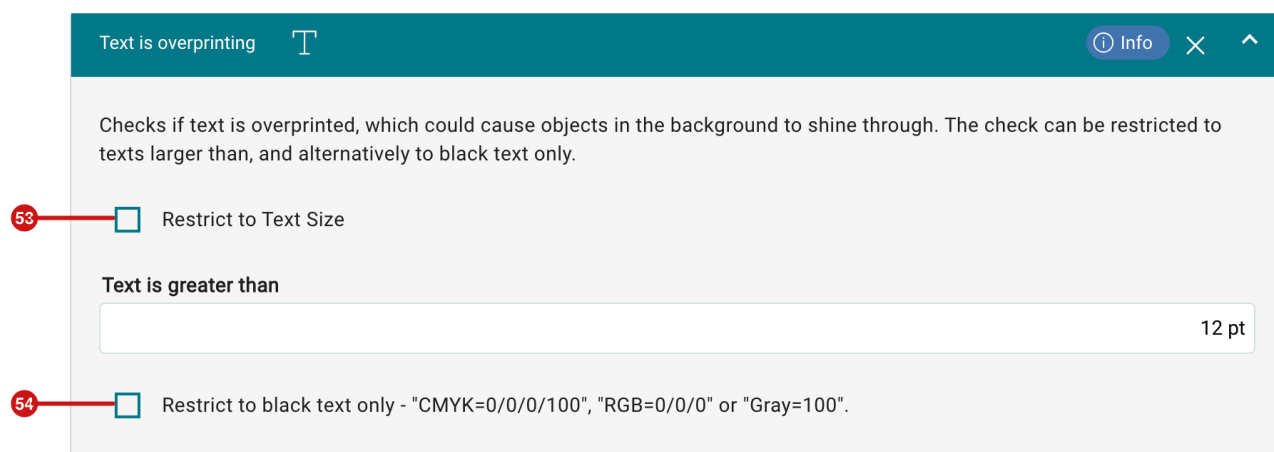 Text is overprinting
Info
Checks if text is overprinted, which could cause objects in the background to shine through. The check can be restricted to
texts larger than, and alternatively to black text only.
53 Restrict to Text Size
Text is greater than
12 pt
54 Restrict to black text only - "CMYK=0/0/0/100", "RGB=0/0/0" or "Gray=100".